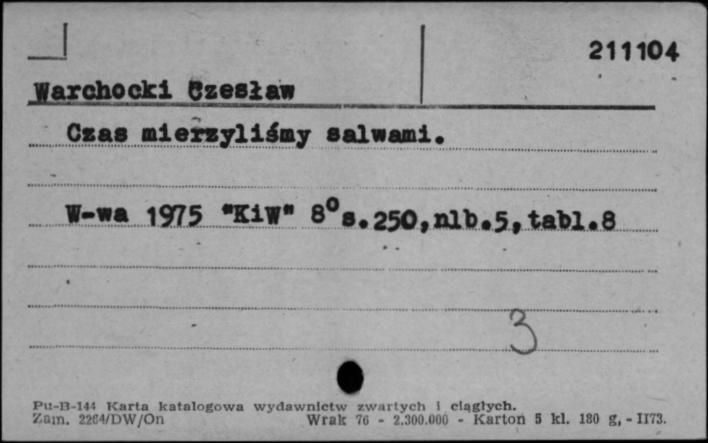 211104
Warchocki Czesław
Czas mierzyliśmy salwami.
W-wa 1975 "KiW" 8° s.250,nlb.5,tabl.8
3
Pu-B-144 Karta katalogowa wydawnictw zwartych i ciągłych.
Zam. 2264/DW/On Wrak 76 - 2.300.000 - Karton 5 kl. 180 g, - II73.